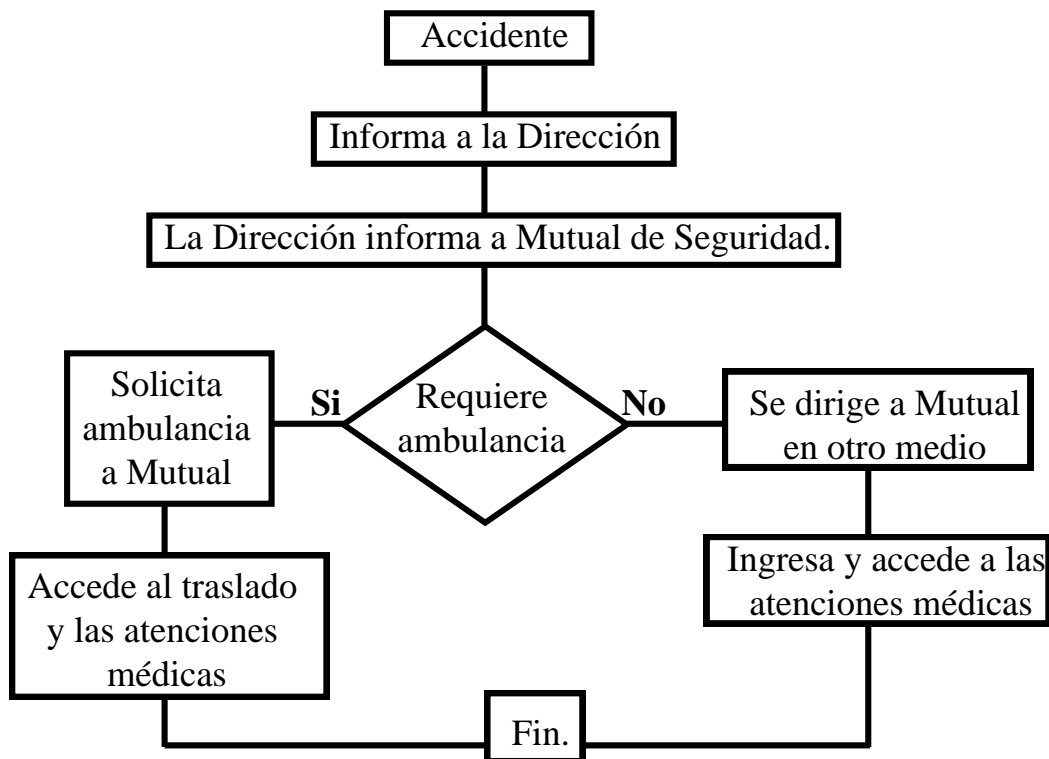 Accidente
Informa a la Dirección
La Dirección informa a Mutual de Seguridad.
Requiere
ambulancia
Si
No
Solicita
ambulancia
a Mutual
Se dirige a Mutual
en otro medio
Accede al traslado
y las atenciones
médicas
Ingresa y accede a las
atenciones médicas
Fin.